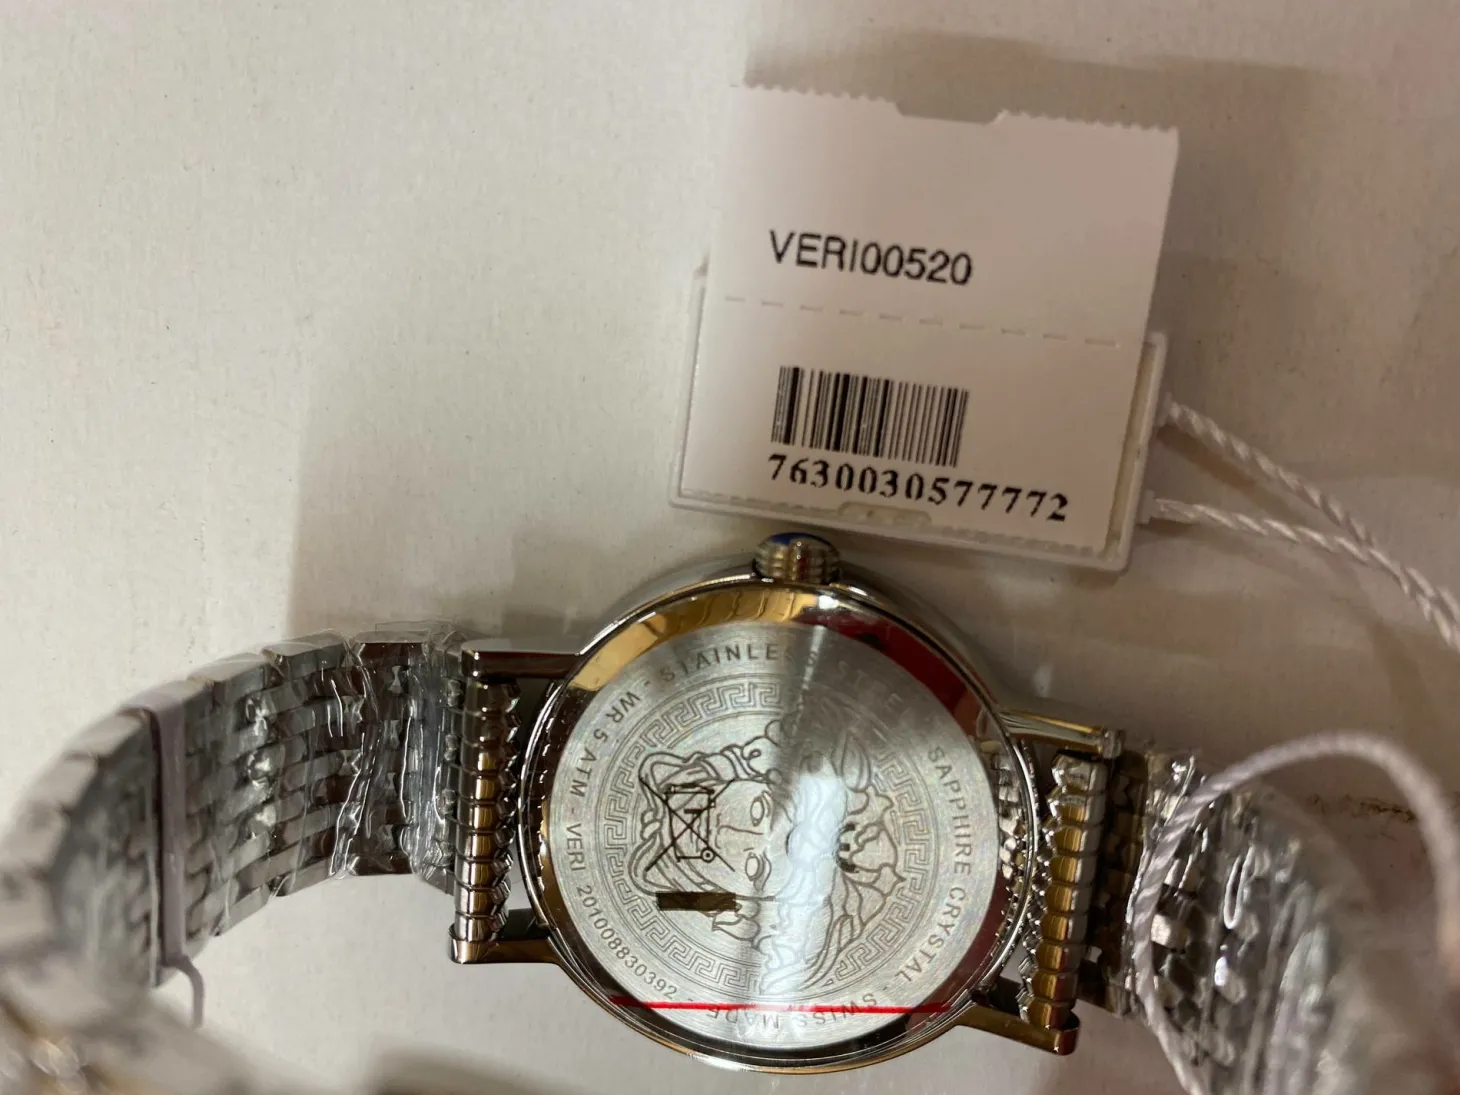 VERI00520
7630030577772
WR 5 ATM - STAINLESS STEEL - SAPPHIRE CRYSTAL - SWISS MADE - VERI 201008830392 -